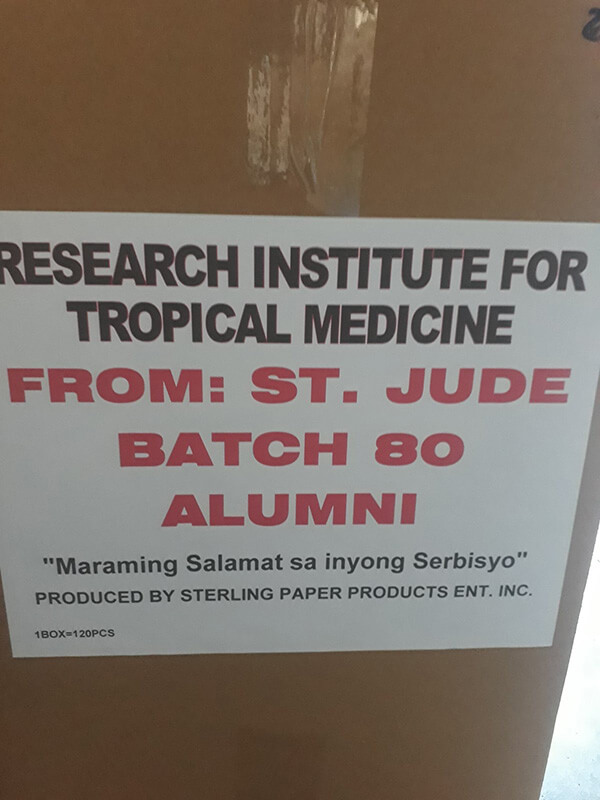 RESEARCH INSTITUTE FOR
TROPICAL MEDICINE
FROM: ST. JUDE
BATCH 80
ALUMNI
"Maraming Salamat sa inyong Serbisyo"
PRODUCED BY STERLING PAPER PRODUCTS ENT. INC.
1BOX=120PCS